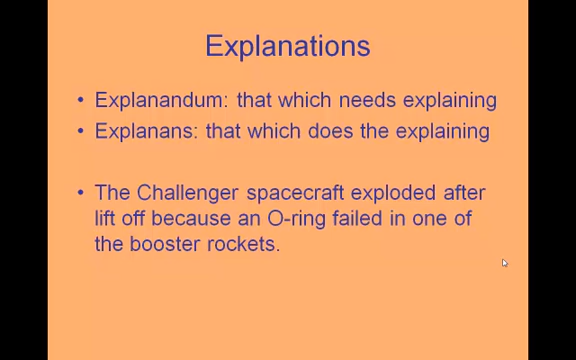 Explanations
• Explanandum: that which needs explaining
• Explanans: that which does the explaining
• The Challenger spacecraft exploded after
lift off because an O-ring failed in one of
the booster rockets.